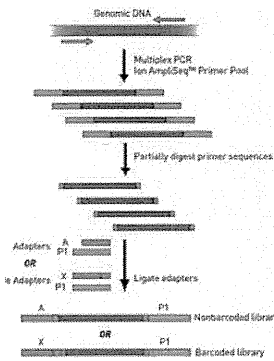 Genomic DNA
Multiplex PCR
Ion AmpliSeq™ Primer Pool
Partially digest primer sequences
Adapters
A
P1
OR
e Adapters
X
P1
Ligate adapters
A
P1
Nonbarcoded librar
OR
X
P1
Barcoded library